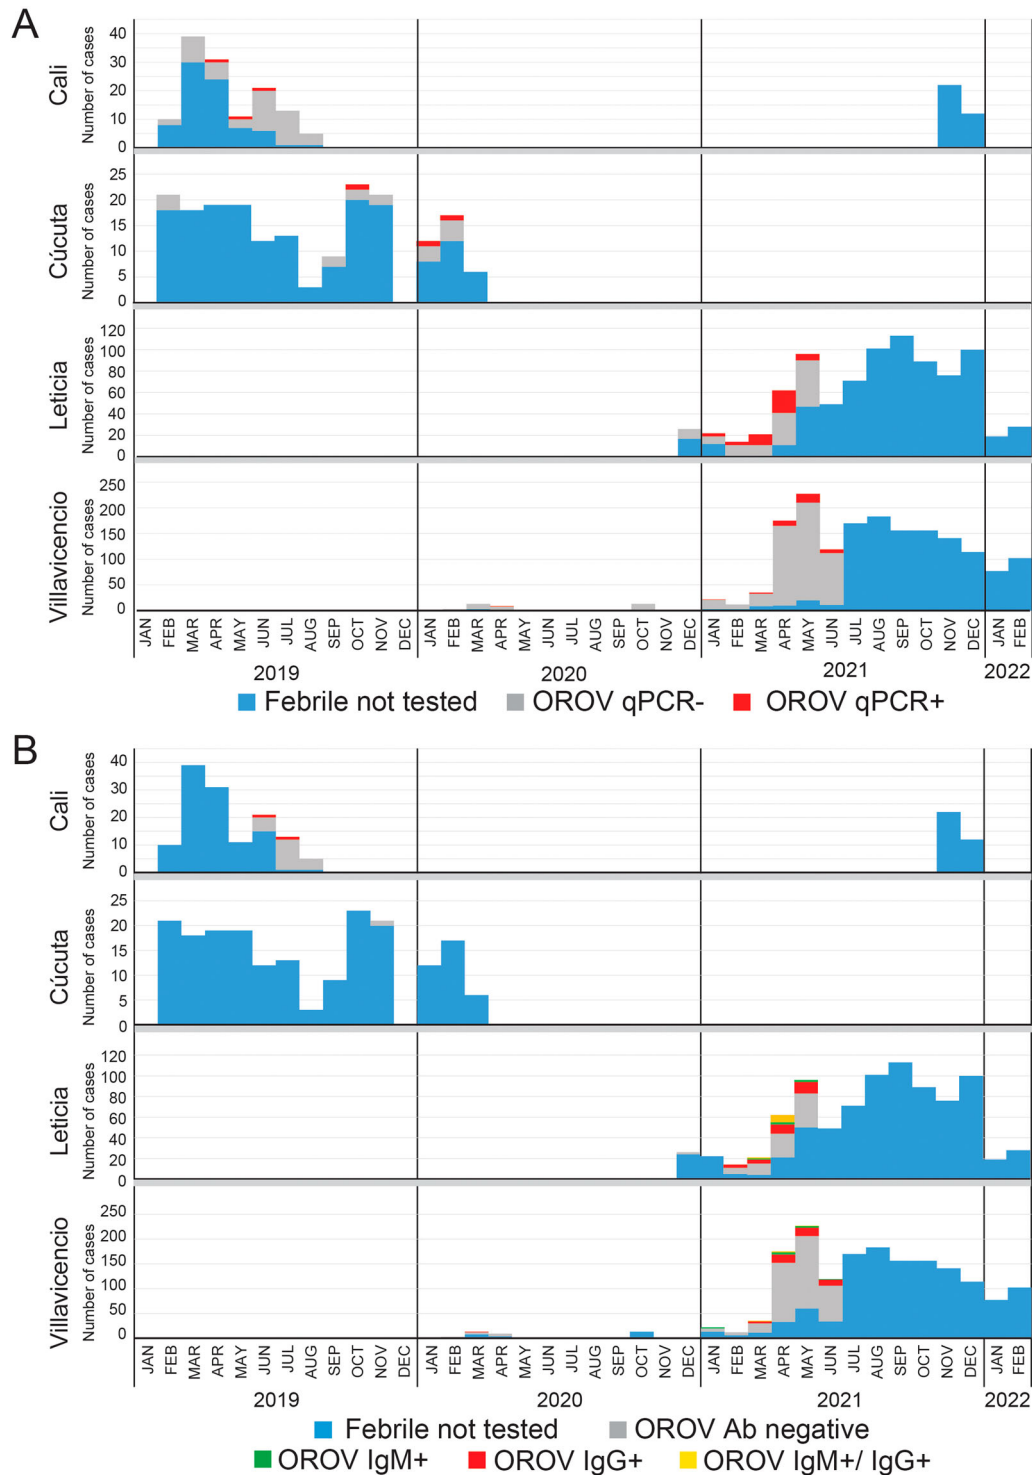 A
Cali
Number of cases
40
30
20
10
0
Cúcuta
Number of cases
25
20
15
10
5
0
Leticia
Number of cases
120
100
80
60
40
20
0
Villavicencio
Number of cases
250
200
150
100
50
0
JAN FEB MAR APR MAY JUN JUL AUG SEP OCT NOV DEC JAN FEB MAR APR MAY JUN JUL AUG SEP OCT NOV DEC JAN FEB MAR APR MAY JUN JUL AUG SEP OCT NOV DEC JAN FEB
2019 2020 2021 2022
Febrile not tested OROV qPCR- OROV qPCR+
B
Cali
Number of cases
40
30
20
10
0
Cúcuta
Number of cases
25
20
15
10
5
0
Leticia
Number of cases
120
100
80
60
40
20
0
Villavicencio
Number of cases
250
200
150
100
50
0
JAN FEB MAR APR MAY JUN JUL AUG SEP OCT NOV DEC JAN FEB MAR APR MAY JUN JUL AUG SEP OCT NOV DEC JAN FEB MAR APR MAY JUN JUL AUG SEP OCT NOV DEC JAN FEB
2019 2020 2021 2022
Febrile not tested OROV Ab negative
OROV IgM+ OROV IgG+ OROV IgM+/ IgG+